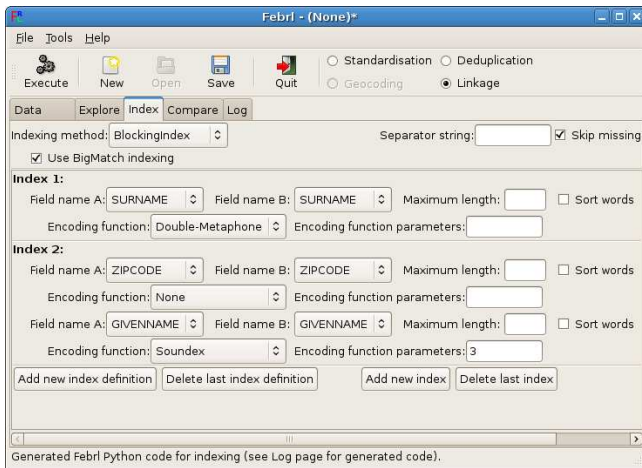 Febrl - (None)*
File Tools Help
Execute New Open Save Quit Standardisation Deduplication Geocoding Linkage
Data Explore Index Compare Log
Indexing method: BlockingIndex Separator string: Skip missing
Use BigMatch indexing
Index 1:
Field name A: SURNAME Field name B: SURNAME Maximum length: Sort words
Encoding function: Double-Metaphone Encoding function parameters:
Index 2:
Field name A: ZIPCODE Field name B: ZIPCODE Maximum length: Sort words
Encoding function: None Encoding function parameters:
Field name A: GIVENNAME Field name B: GIVENNAME Maximum length: Sort words
Encoding function: Soundex Encoding function parameters: 3
Add new index definition Delete last index definition Add new index Delete last index
Generated Febrl Python code for indexing (see Log page for generated code).